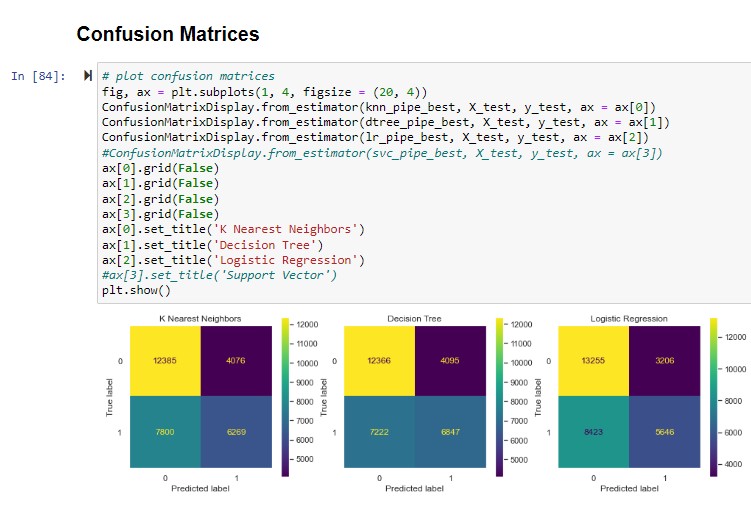 Confusion Matrices
In [84]:
# plot confusion matrices
fig, ax = plt.subplots(1, 4, figsize = (20, 4))
ConfusionMatrixDisplay.from_estimator(knn_pipe_best, X_test, y_test, ax = ax[0])
ConfusionMatrixDisplay.from_estimator(dtree_pipe_best, X_test, y_test, ax = ax[1])
ConfusionMatrixDisplay.from_estimator(lr_pipe_best, X_test, y_test, ax = ax[2])
#ConfusionMatrixDisplay.from_estimator(svc_pipe_best, X_test, y_test, ax = ax[3])
ax[0].grid(False)
ax[1].grid(False)
ax[2].grid(False)
ax[3].grid(False)
ax[0].set_title('K Nearest Neighbors')
ax[1].set_title('Decision Tree')
ax[2].set_title('Logistic Regression')
#ax[3].set_title('Support Vector')
plt.show()
K Nearest Neighbors
True label
0
12385
4076
1
7800
6269
0
1
Predicted label
12000
11000
10000
9000
8000
7000
6000
5000
Decision Tree
True label
0
12366
4095
1
7222
6847
0
1
Predicted label
12000
11000
10000
9000
8000
7000
6000
5000
Logistic Regression
True label
0
13255
3206
1
8423
5646
0
1
Predicted label
12000
10000
8000
6000
4000